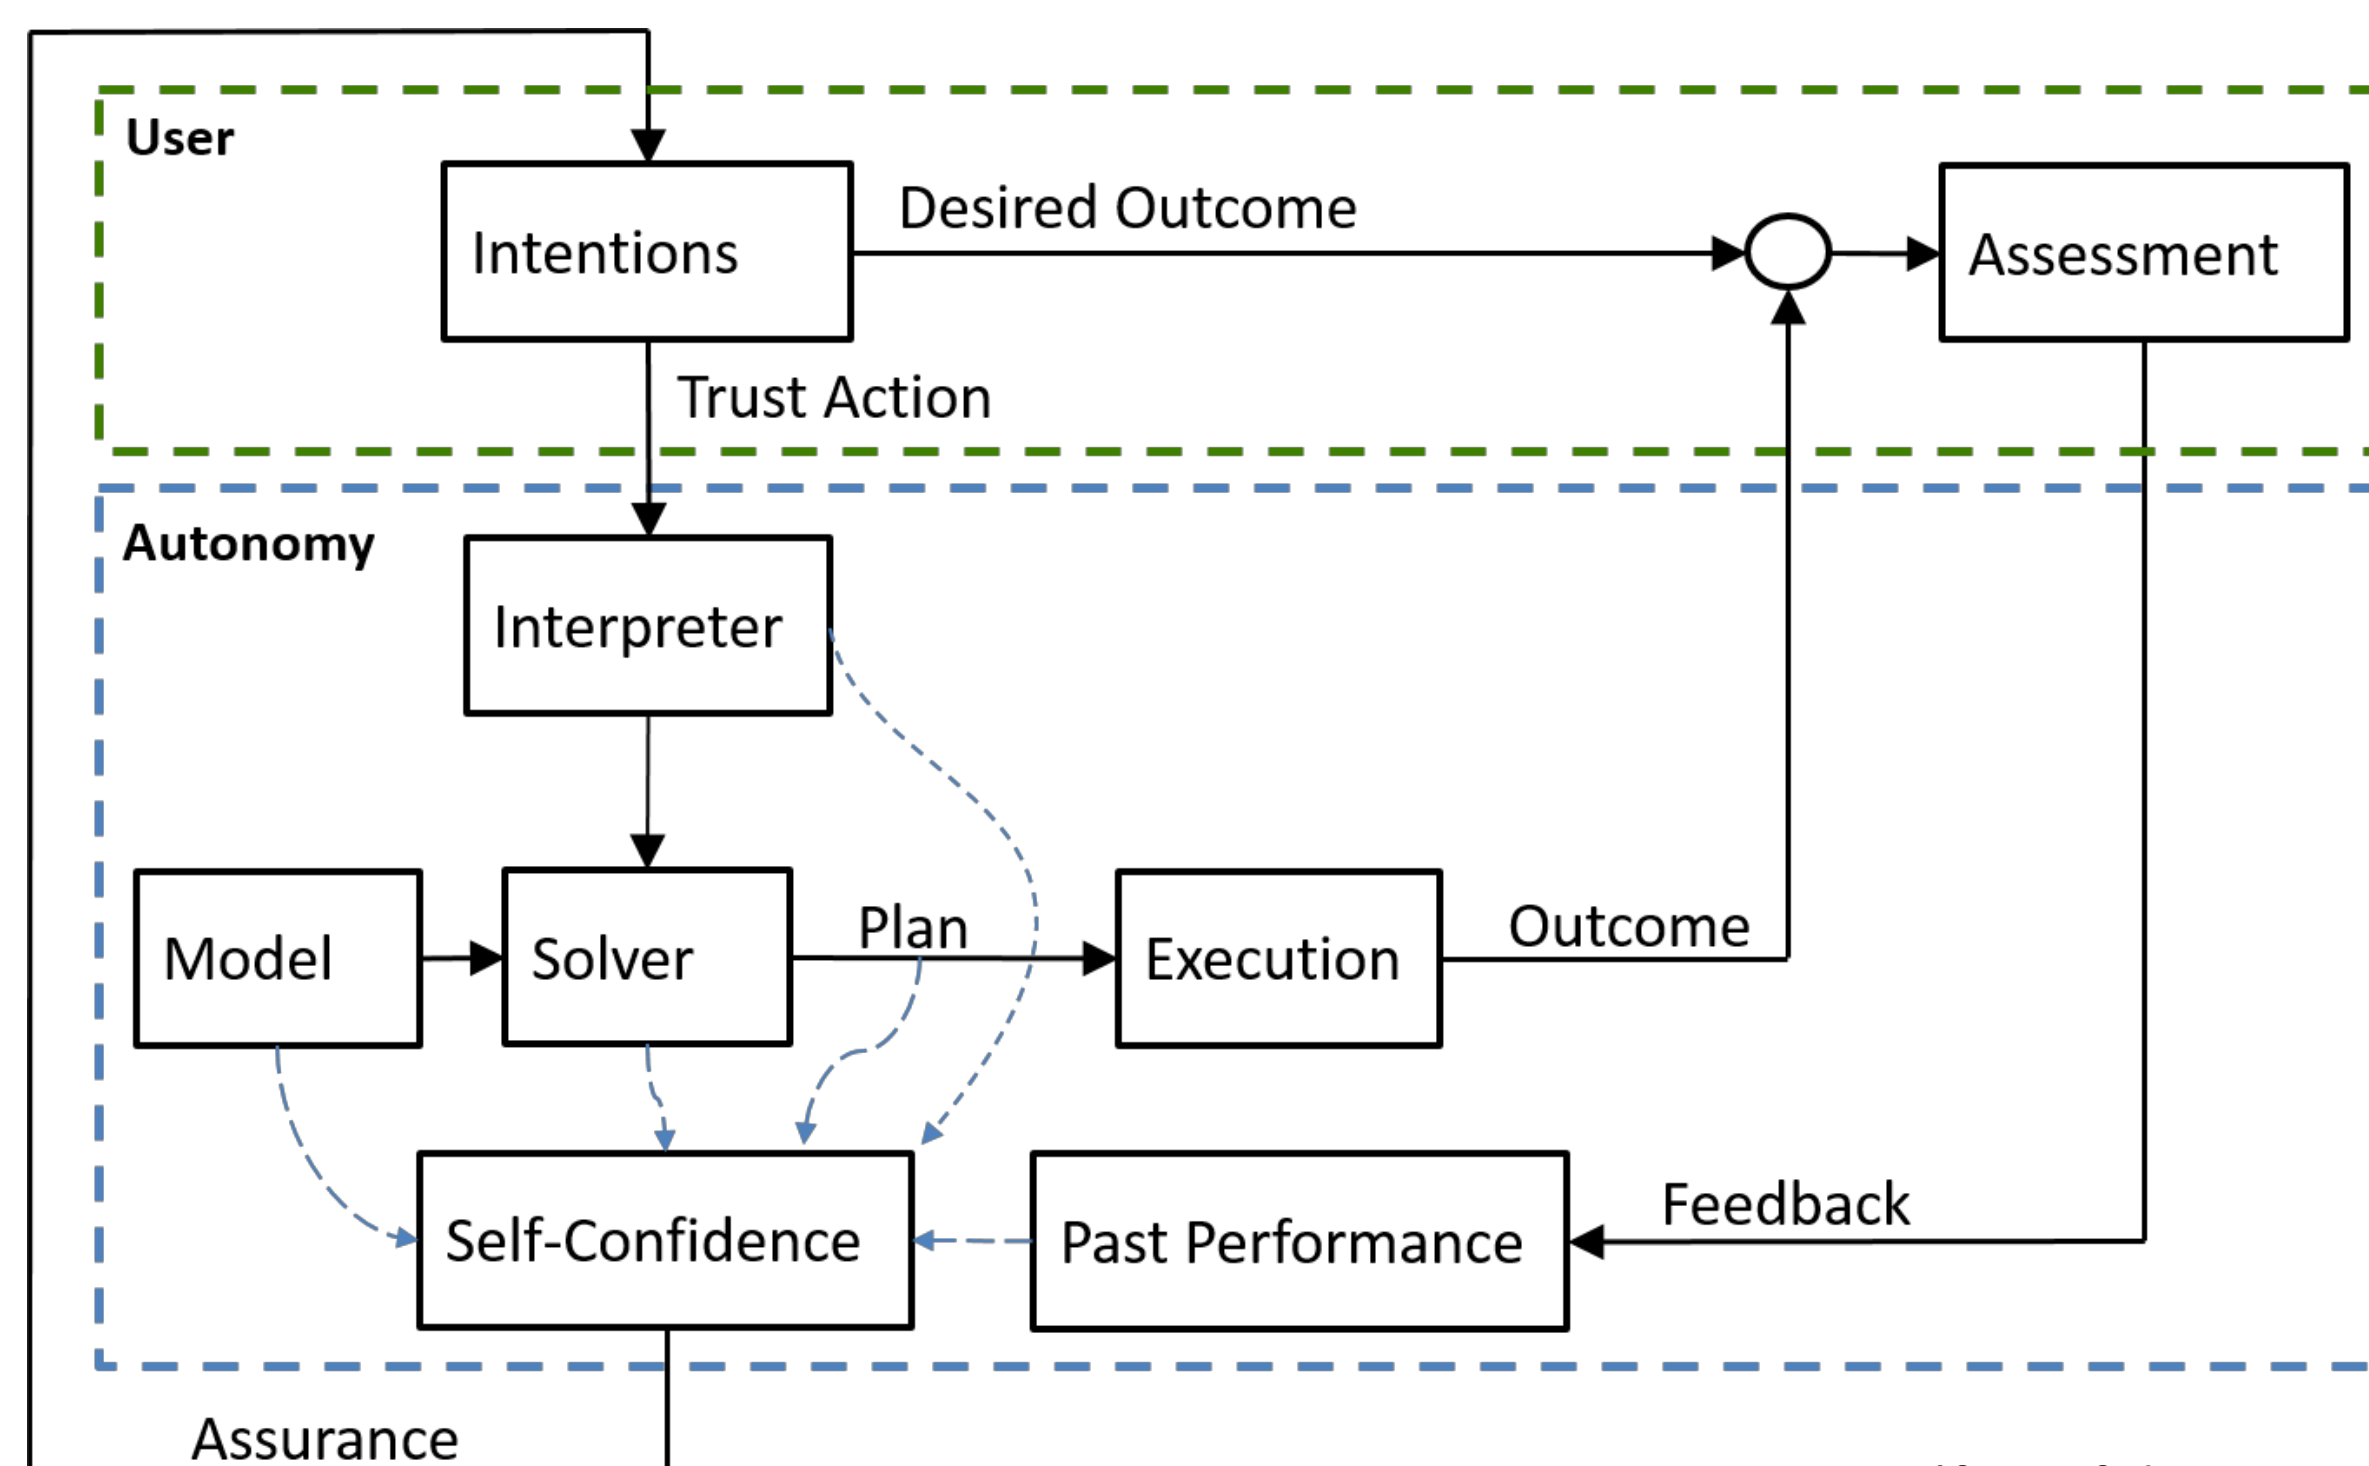 User
Intentions
Desired Outcome
Assessment
Trust Action
Autonomy
Interpreter
Model
Solver
Plan
Execution
Outcome
Self-Confidence
Past Performance
Feedback
Assurance